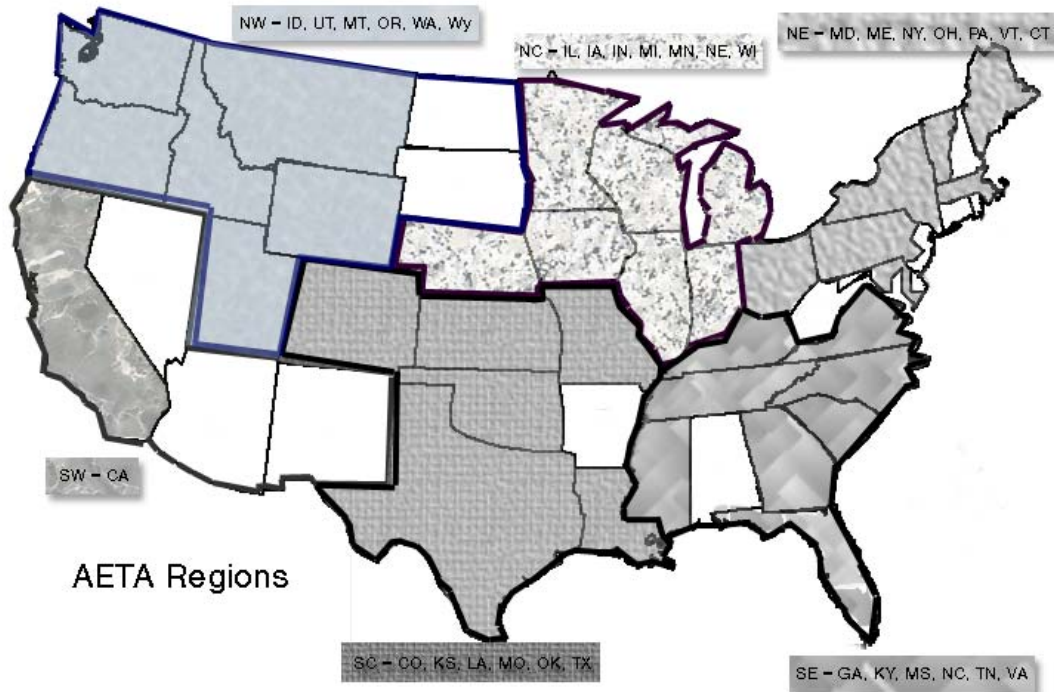 NW - ID, UT, MT, OR, WA, Wy
NC - IL, IA, IN, MI, MN, NE, WI
NE - MD, ME, NY, OH, PA, VT, CT
SW - CA
AETA Regions
SC - CO, KS, LA, MO, OK, TX
SE - GA, KY, MS, NC, TN, VA